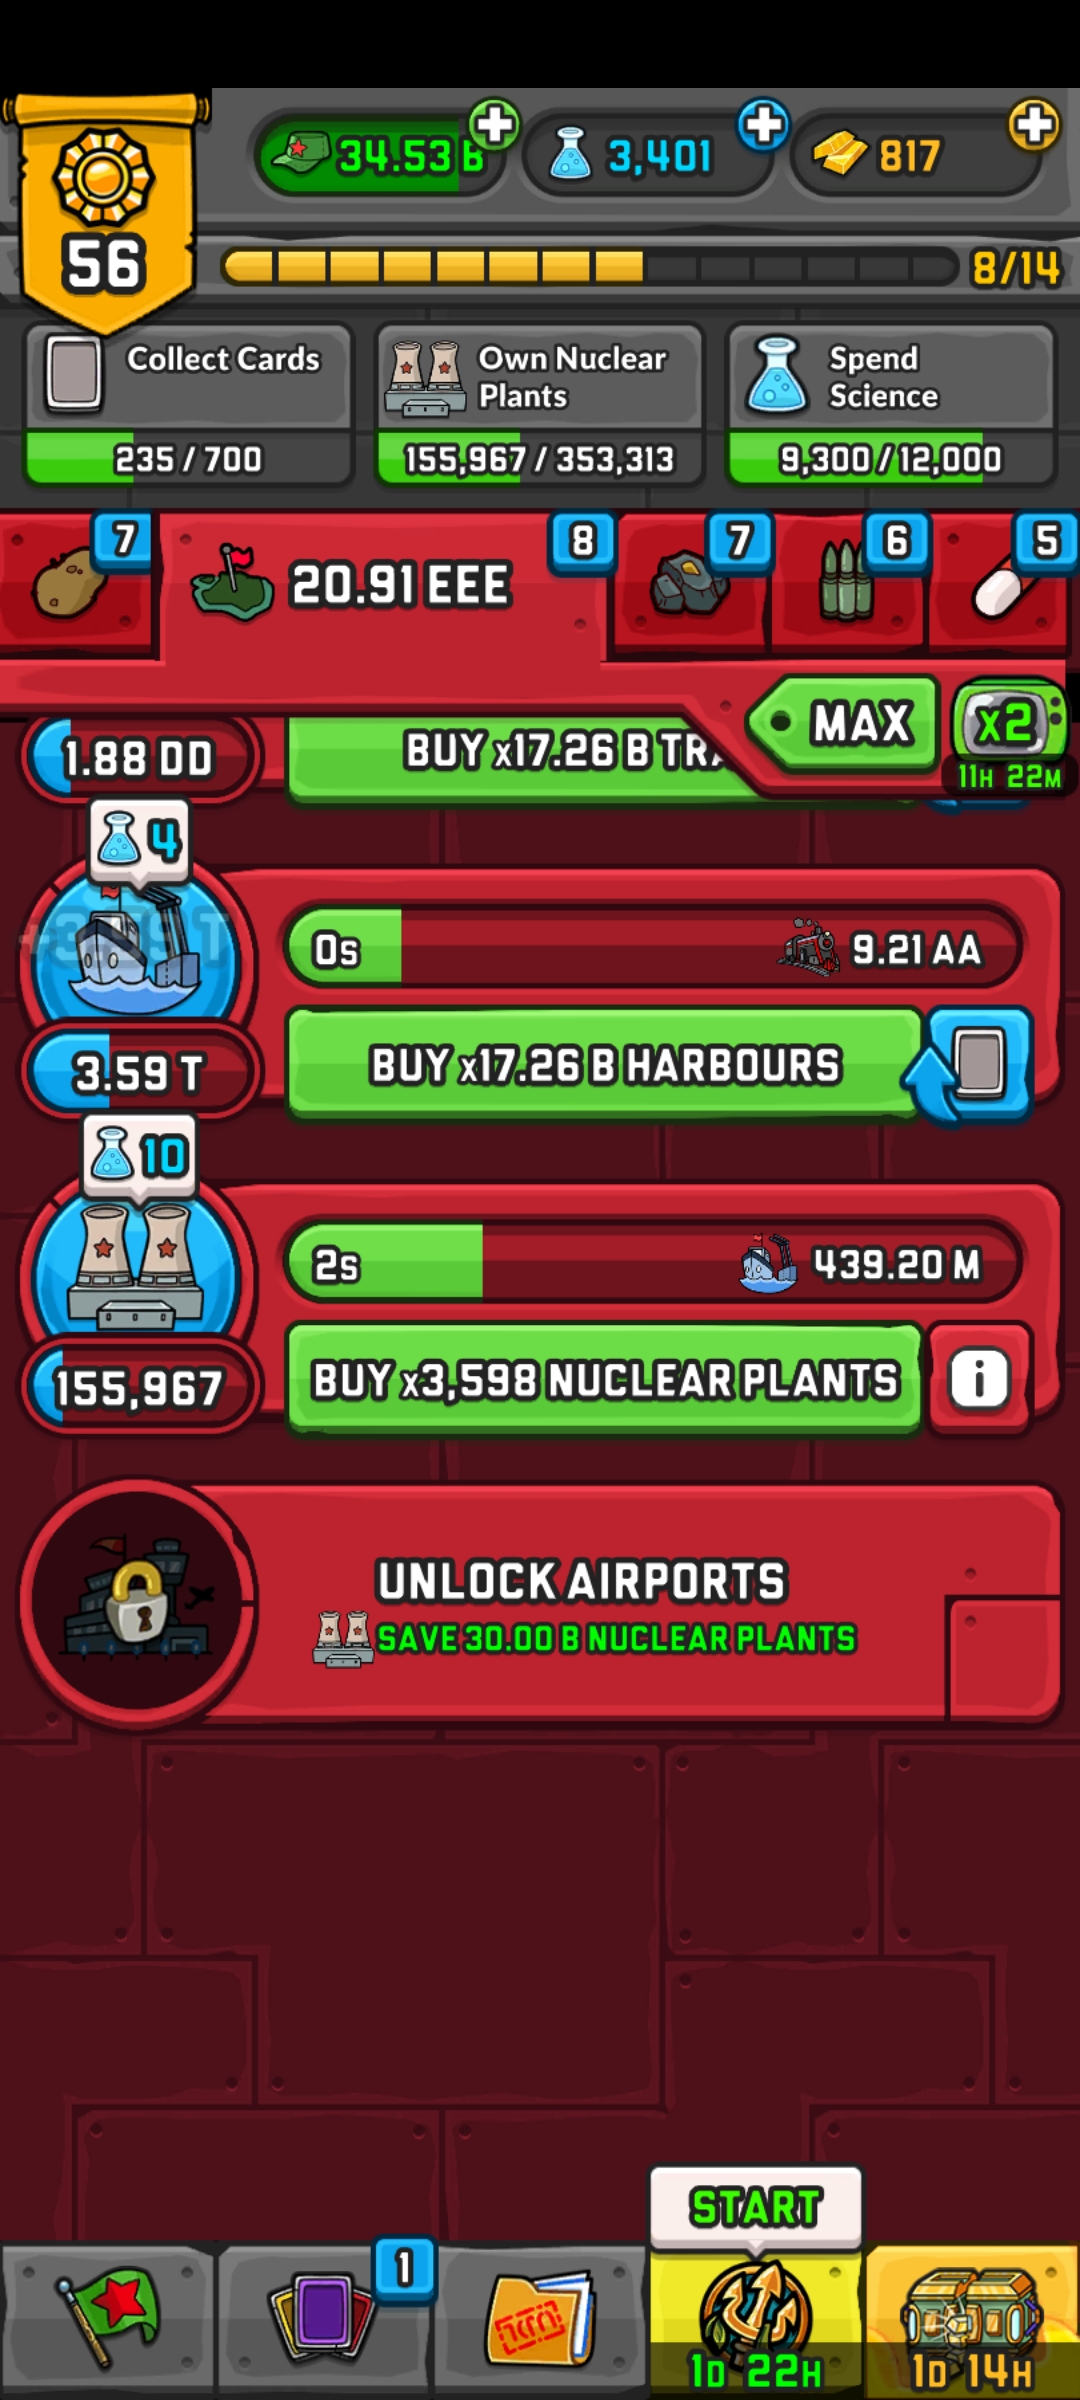 56
34.53 B
3,401
817
8/14
Collect Cards
235 / 700
Own Nuclear
Plants
155,967 / 353,313
Spend
Science
9,300 / 12,000
7
20.91 EEE
8
7
6
5
MAX
x2
11H 22M
1.88 DD
BUY x17.26 B
4
+3.59 T
0s
9.21 AA
3.59 T
BUY x17.26 B HARBOURS
10
2s
439.20 M
155,967
BUY x3,598 NUCLEAR PLANTS
i
UNLOCK AIRPORTS
SAVE 30.00 B NUCLEAR PLANTS
START
1
1D 22H
1D 14H